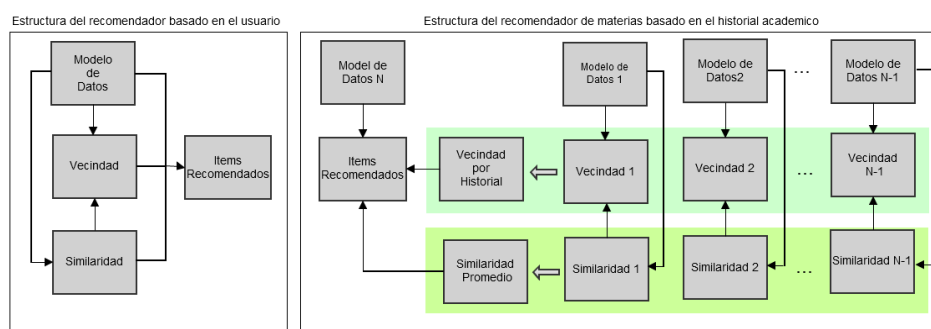 Estructura del recomendador basado en el usuario
Modelo
de
Datos
Vecindad
Items
Recomendados
Similaridad
Estructura del recomendador de materias basado en el historial academico
Model de
Datos N
Modelo de
Datos 1
Modelo de
Datos2
...
Modelo de
Datos N-1
Items
Recomendados
Vecindad
por
Historial
Vecindad 1
Vecindad 2
...
Vecindad
N-1
Similaridad
Promedio
Similaridad 1
Similaridad 2
...
Similaridad N-1